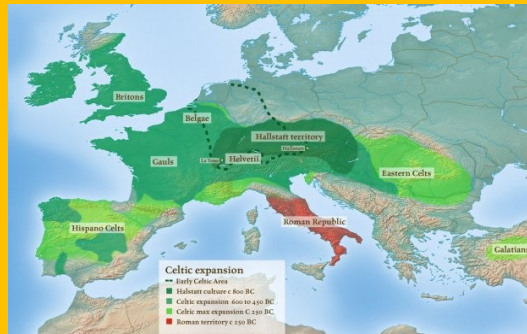 Britons
Belgae
Hallstatt territory
Hallstatt
La Tene
Helvetii
Gauls
Eastern Celts
Hispano Celts
Roman Republic
Galatians
Celtic expansion
Early Celtic Area
Halstatt culture c 800 BC
Celtic expansion 600 to 450 BC
Celtic max expansion C 250 BC
Roman territory c 250 BC